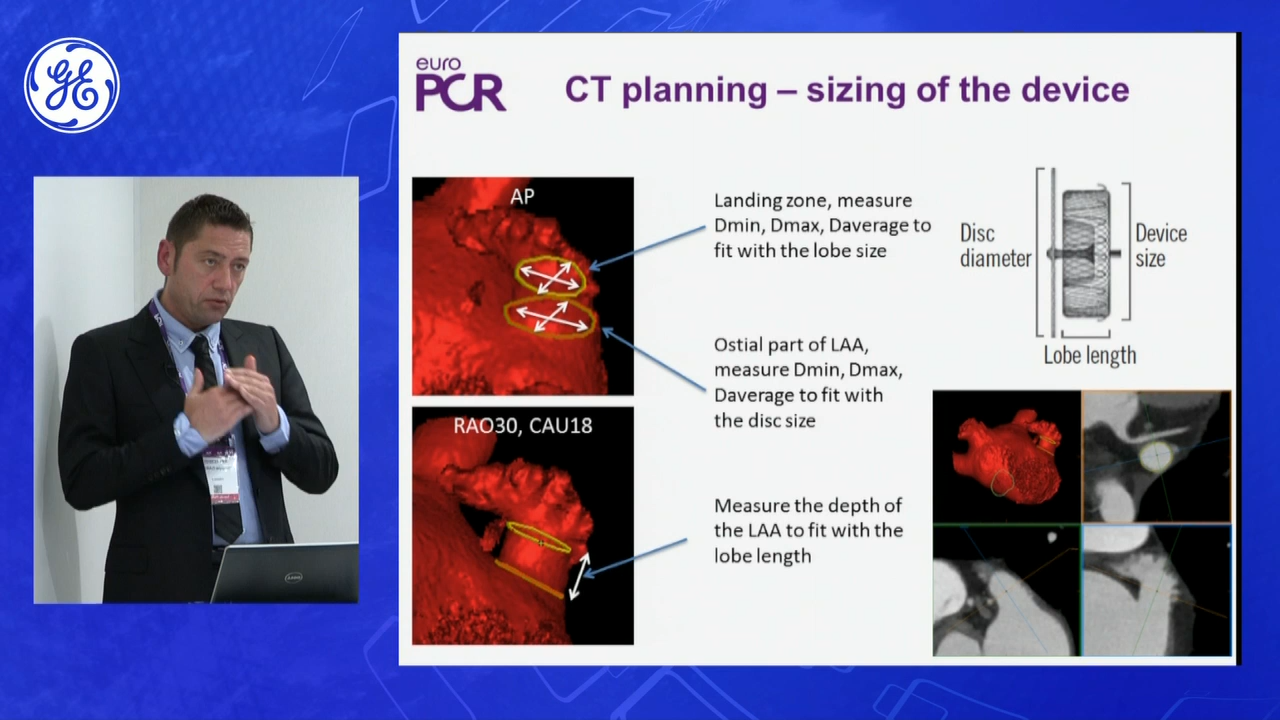 GE
euro
PCR
CT planning – sizing of the device
AP
Landing zone, measure
Dmin, Dmax, Daverage to
fit with the lobe size
Disc
diameter
Device
size
Lobe length
Ostial part of LAA,
measure Dmin, Dmax,
Daverage to fit with
the disc size
RAO30, CAU18
Measure the depth of
the LAA to fit with the
lobe length